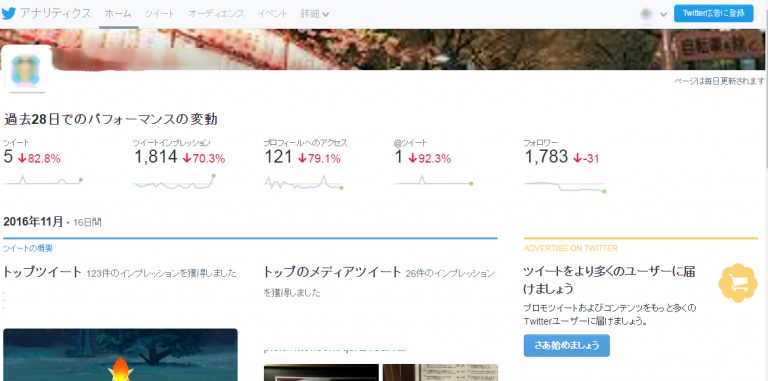 アナリティクス ホーム ツイート オーディエンス イベント 詳細 Twitter広告に登録
ページは毎日更新されます
過去28日でのパフォーマンスの変動
ツイート ツイートインプレッション プロフィールへのアクセス @ツイート フォロワー
5 ↓82.8% 1,814 ↓70.3% 121 ↓79.1% 1 ↓92.3% 1,783 ↓-31
2016年11月・16日間
ツイートの概要
トップツイート 123件のインプレッションを獲得しました
トップのメディアツイート 26件のインプレッション
を獲得しました
ADVERTISE ON TWITTER
ツイートをより多くのユーザーに届
けましょう
プロモツイートおよびコンテンツをもっと多くの
Twitterユーザーに届けましょう。
さあ始めましょう